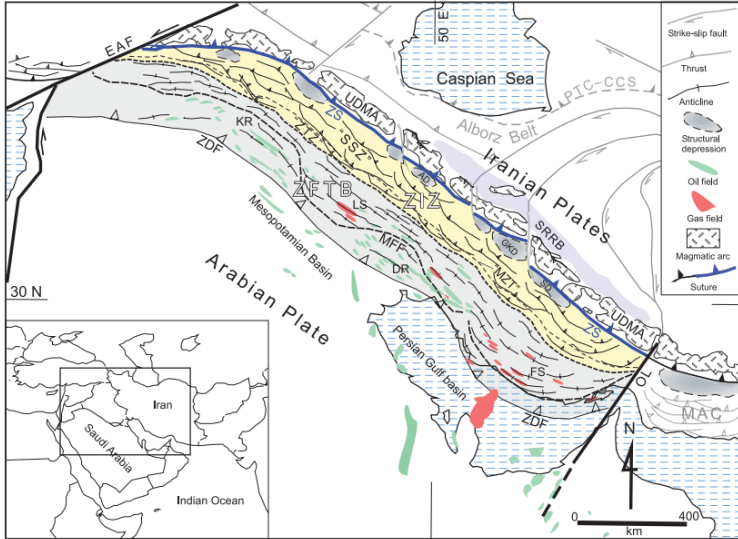 50 E
Caspian Sea
EAF
PTC-CCS
Alborz Belt
UDMA
ZS
Iranian Plates
KR
ZTZ
"SSZ"
ZDF
AD
ZFTB
LS
ZIZ
SRRB
Mesopotamian Basin
MFF
GKD
DR
MZT
SD
Arabian Plate
30 N
Persian Gulf basin
ZS
UDMA
FS
OL
ZDF
MAC
N
0
400
km
Iran
Saudi Arabia
Indian Ocean
Strike-slip fault
Thrust
Anticline
Structural
depression
Oil field
Gas field
Magmatic arc
Suture